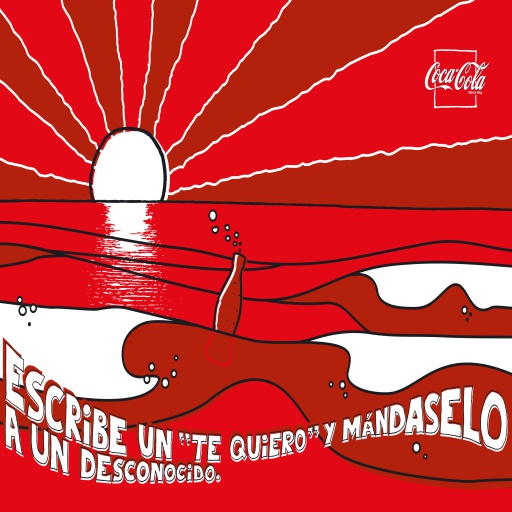 Coca-Cola
ESCRiBE UN "TE QUiERO" Y MÁNDASELO
A UN DESCONOCiDO.